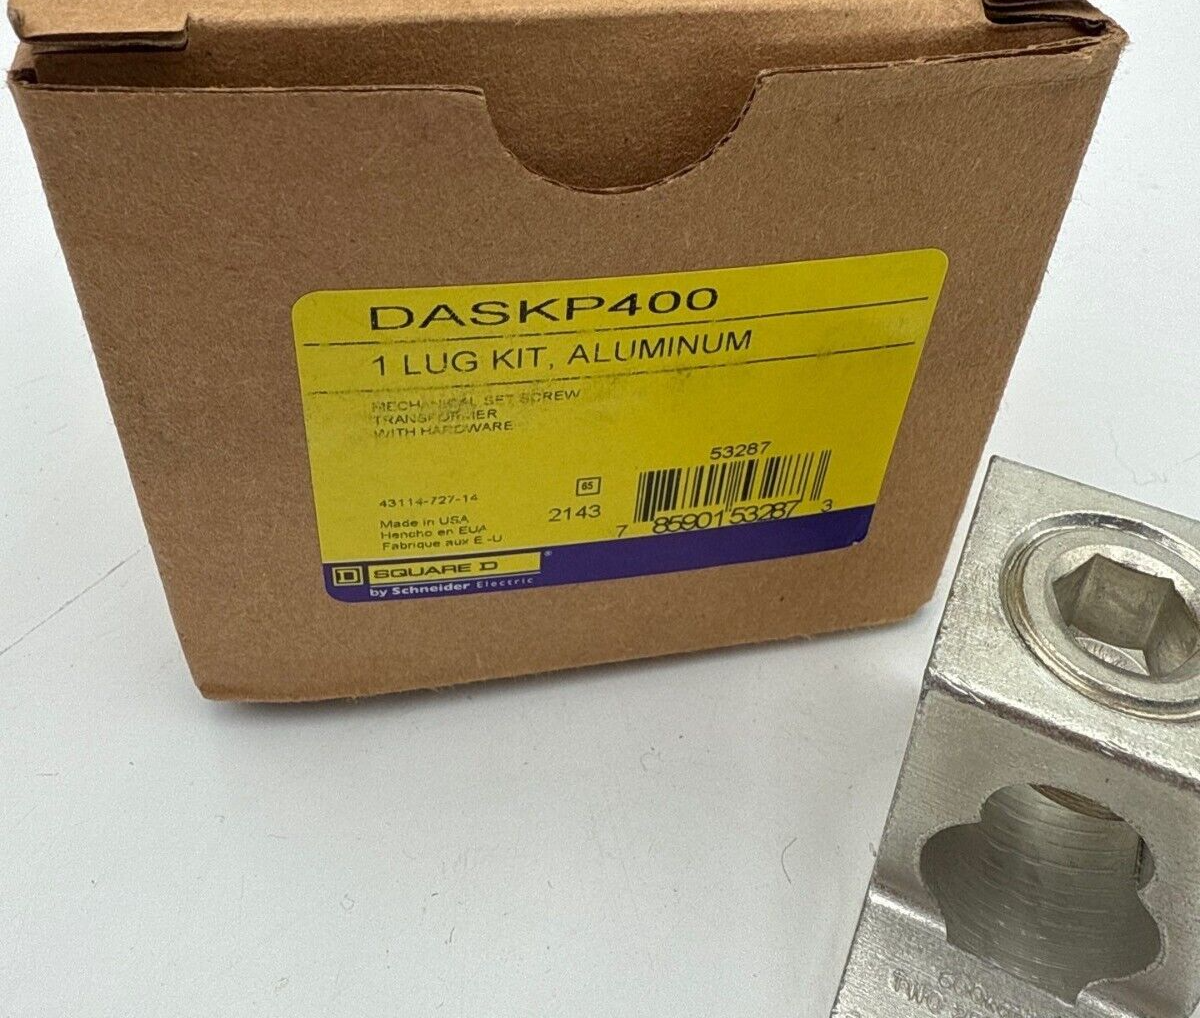 DASKP400
1 LUG KIT, ALUMINUM
MECHANICAL SET SCREW
TRANSFORMER
WITH HARDWARE
53287
43114-727-14
65
2143
7 85901 53287 3
Made in USA
Hencho en EUA
Fabrique aux E -U
D SQUARE D ®
by Schneider Electric
TWO